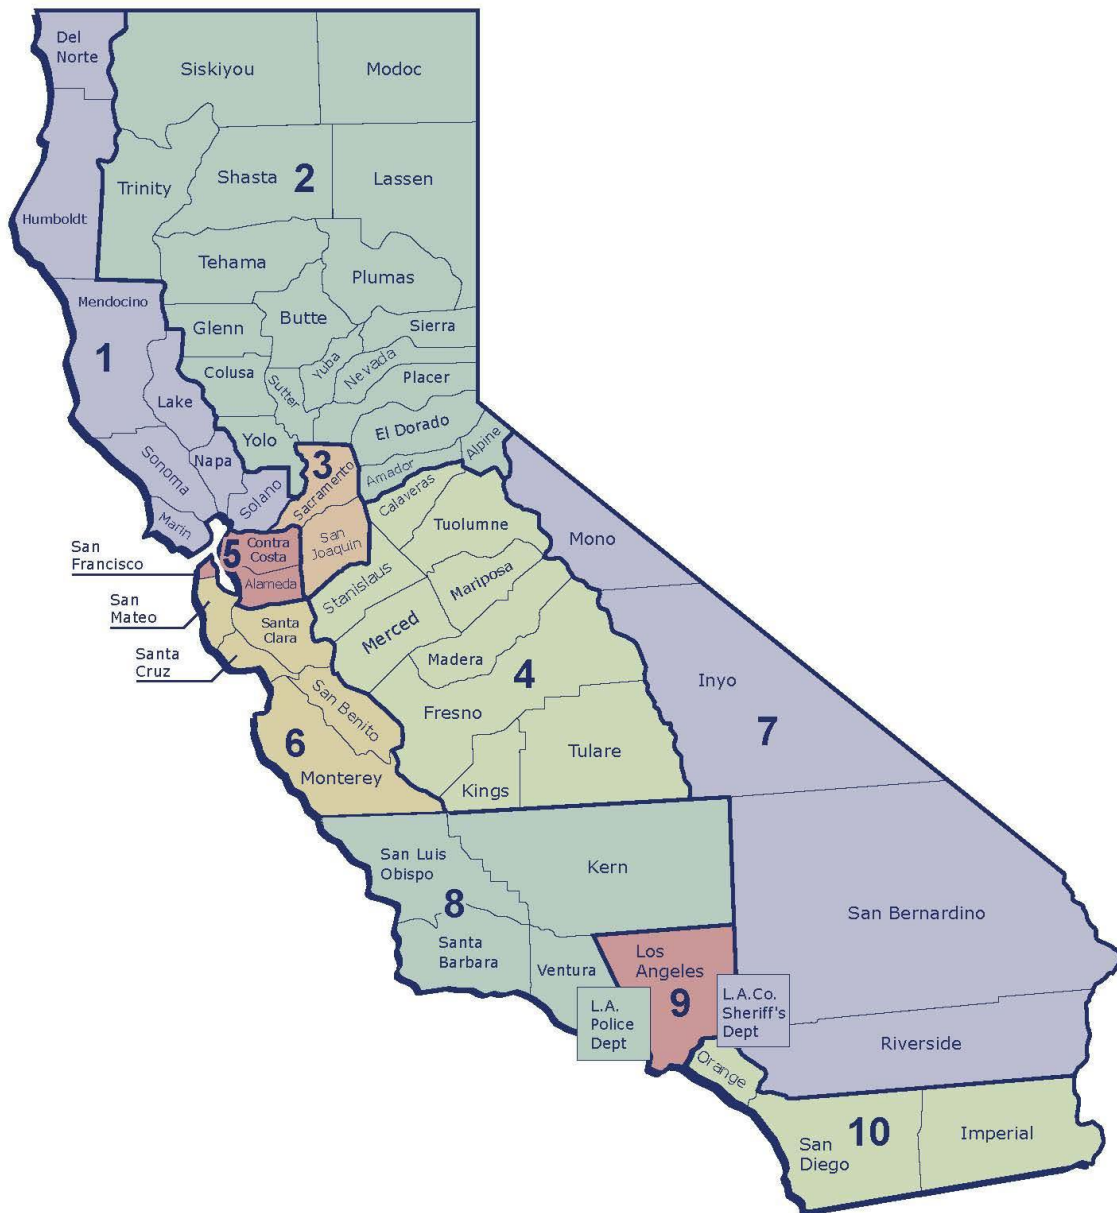 Del
Norte
Siskiyou
Modoc
Trinity
Shasta
2
Lassen
Humboldt
Tehama
Plumas
Mendocino
Glenn
Butte
Sierra
1
Colusa
Sutter
Yuba
Nevada
Placer
Lake
Yolo
El Dorado
Alpine
Sonoma
Napa
3
Amador
Solano
Sacramento
Calaveras
Marin
Tuolumne
San
Francisco
5
Contra
Costa
San
Joaquin
Mono
Alameda
Stanislaus
Mariposa
San
Mateo
Santa
Clara
Merced
Santa
Cruz
Madera
4
Inyo
San Benito
Fresno
7
6
Tulare
Monterey
Kings
San Luis
Obispo
Kern
8
San Bernardino
Santa
Barbara
Ventura
Los
Angeles
9
L.A.
Police
Dept
L.A.Co.
Sheriff's
Dept
Orange
Riverside
San
Diego
10
Imperial